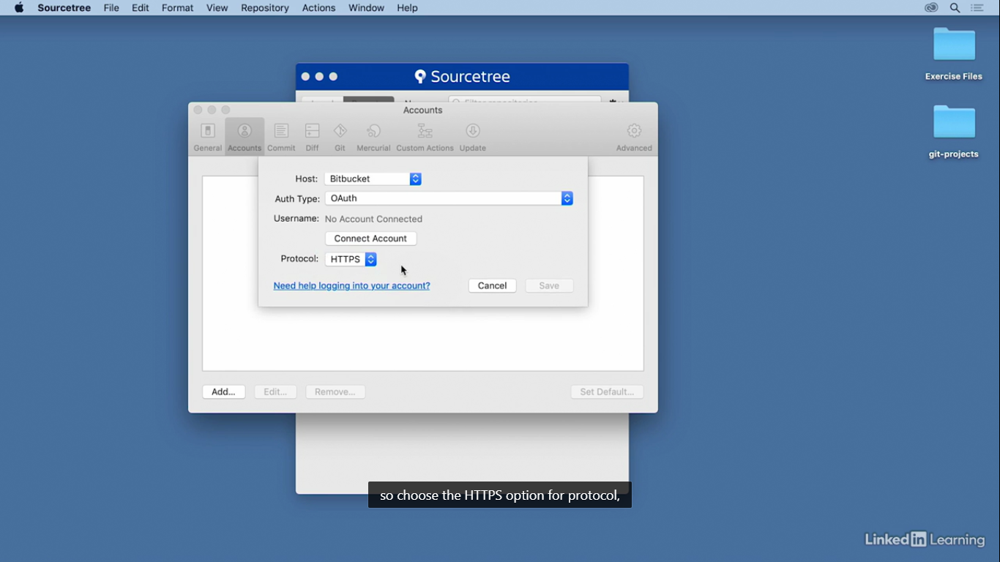 Sourcetree File Edit Format View Repository Actions Window Help
Exercise Files
git-projects
Sourcetree
Accounts
General Accounts Commit Diff Git Mercurial Custom Actions Update Advanced
Host: Bitbucket
Auth Type: OAuth
Username: No Account Connected
Connect Account
Protocol: HTTPS
Need help logging into your account? Cancel Save
Add... Edit... Remove... Set Default...
so choose the HTTPS option for protocol,
Linked in Learning